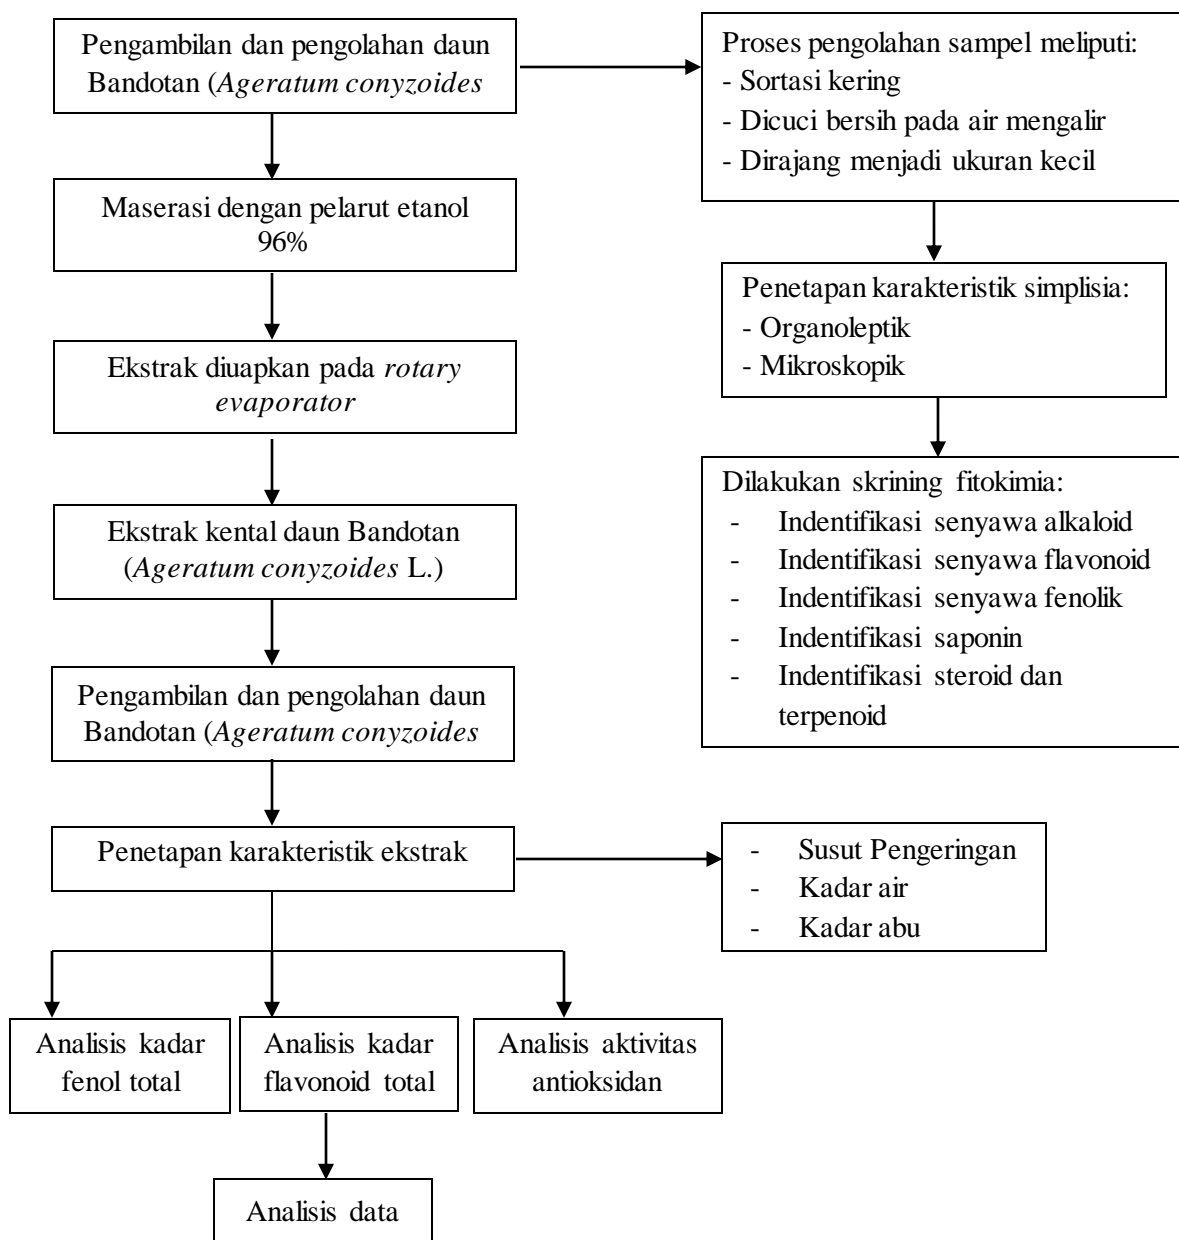 Pengambilan dan pengolahan daun
Bandotan (Ageratum conyzoides
Proses pengolahan sampel meliputi:
- Sortasi kering
- Dicuci bersih pada air mengalir
- Dirajang menjadi ukuran kecil
Maserasi dengan pelarut etanol
96%
Penetapan karakteristik simplisia:
- Organoleptik
- Mikroskopik
Ekstrak diuapkan pada rotary
evaporator
Dilakukan skrining fitokimia:
- Indentifikasi senyawa alkaloid
- Indentifikasi senyawa flavonoid
- Indentifikasi senyawa fenolik
- Indentifikasi saponin
- Indentifikasi steroid dan
terpenoid
Ekstrak kental daun Bandotan
(Ageratum conyzoides L.)
Pengambilan dan pengolahan daun
Bandotan (Ageratum conyzoides
Penetapan karakteristik ekstrak
- Susut Pengeringan
- Kadar air
- Kadar abu
Analisis kadar
fenol total
Analisis kadar
flavonoid total
Analisis aktivitas
antioksidan
Analisis data